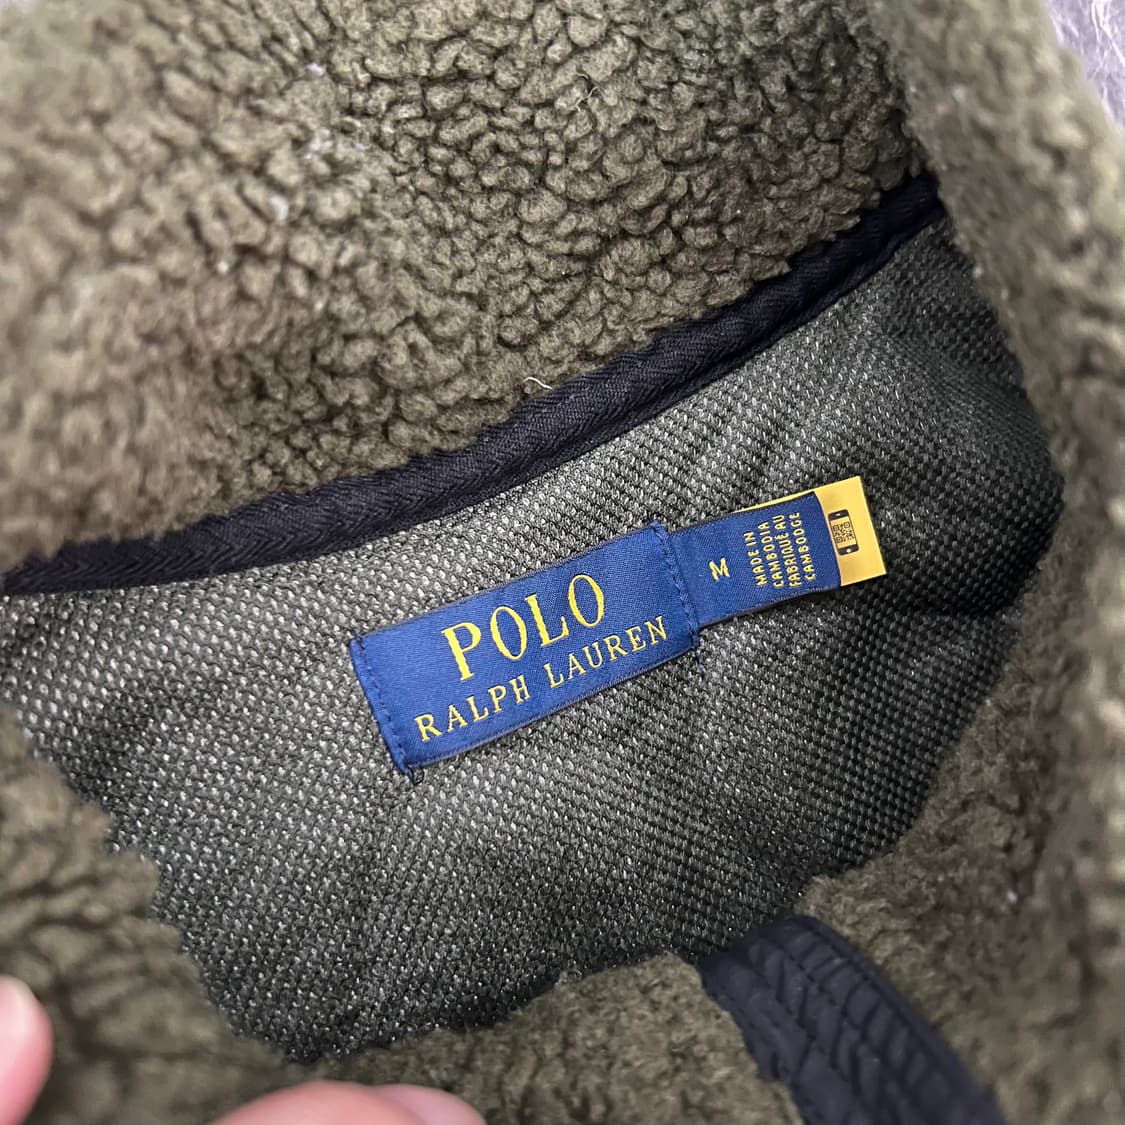 POLO
RALPH LAUREN
M
MADE IN
CAMBODIA
FABRIQUÉ AU
CAMBODGE